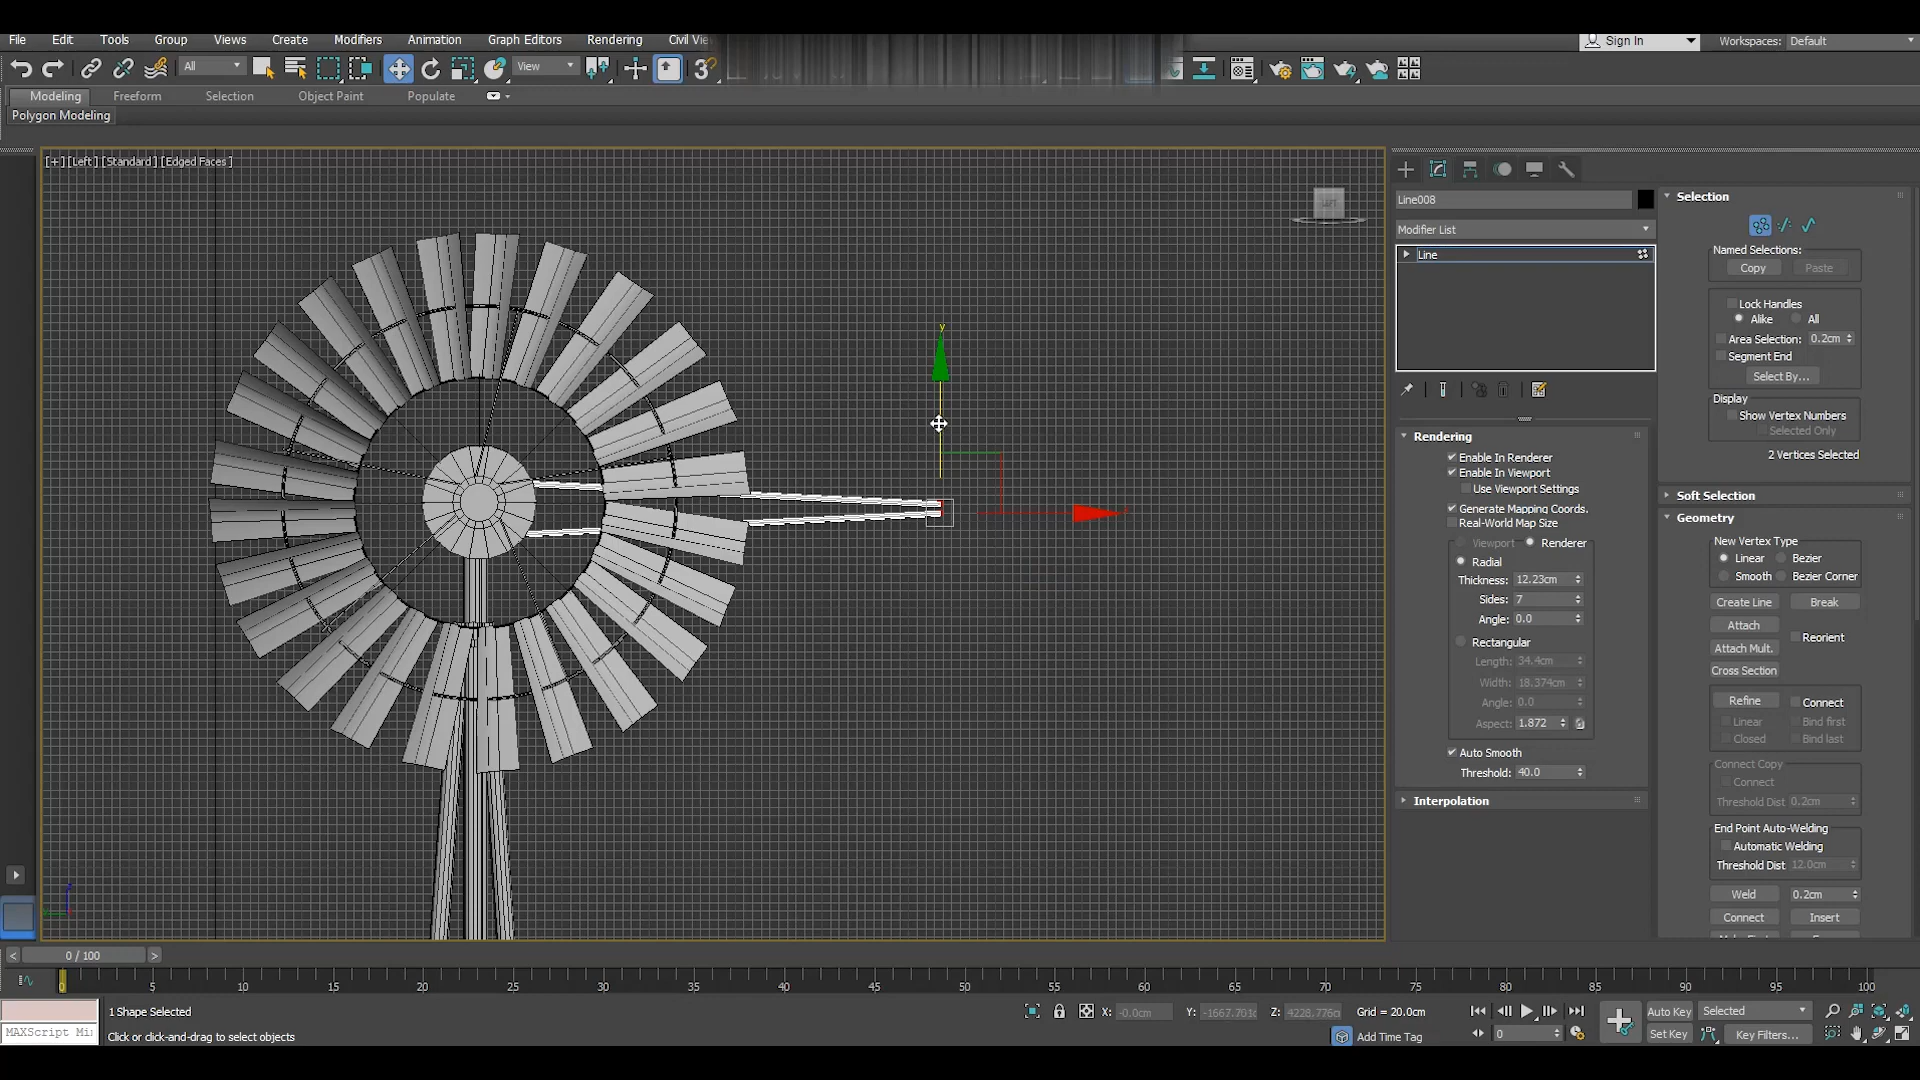 File Edit Tools Group Views Create Modifiers Animation Graph Editors Rendering Sign In Workspaces: Default
All View
Modeling Freeform Selection Object Paint Populate
Polygon Modeling
[+] [Left] [Standard] [Edged Faces]
LEFT
y
Line008
Modifier List
Line
Rendering
Enable In Renderer
Enable In Viewport
Use Viewport Settings
Generate Mapping Coords.
Real-World Map Size
Viewport Renderer
Radial
Thickness: 12.23cm
Sides: 7
Angle: 0.0
Rectangular
Length: 34.4cm
Width: 18.374cm
Angle: 0.0
Aspect: 1.872
Auto Smooth
Threshold: 40.0
Interpolation
Selection
Named Selections:
Copy Paste
Lock Handles
Alike All
Area Selection: 0.2cm
Segment End
Select By...
Display
Show Vertex Numbers
Selected Only
2 Vertices Selected
Soft Selection
Geometry
New Vertex Type
Linear Bezier
Smooth Bezier Corner
Create Line Break
Attach
Reorient
Attach Mult.
Cross Section
Refine Connect
Linear Bind first
Closed Bind last
Connect Copy
Connect
Threshold Dist 0.2cm
End Point Auto-Welding
Automatic Welding
Threshold Dist 12.0cm
Weld 0.2cm
Connect Insert
< 0 / 100 >
0 5 10 15 20 25 30 35 40 45 50 55 60 65 70 75 80 85 90 95 100
1 Shape Selected X: -0.0cm Y: Z: Grid = 20.0cm Auto Key Selected
MAXScript Mi
Click or click-and-drag to select objects Add Time Tag 0 Set Key Key Filters...